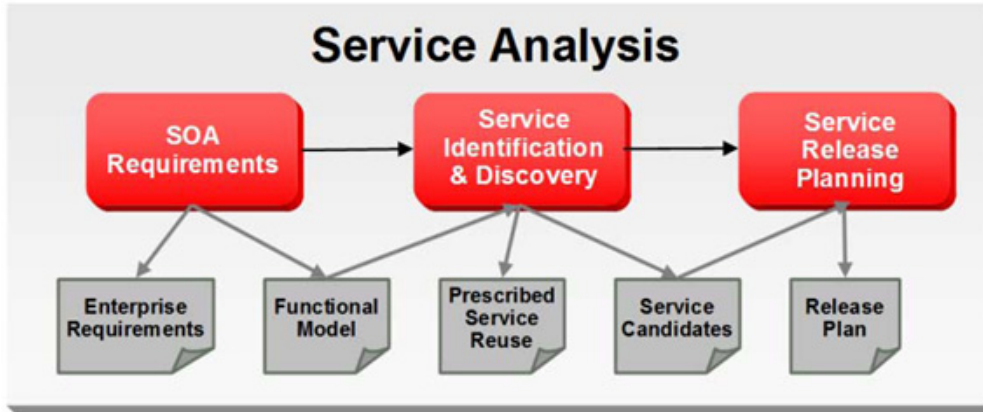 Service Analysis
SOA
Requirements
Service
Identification
& Discovery
Service
Release
Planning
Enterprise
Requirements
Functional
Model
Prescribed
Service
Reuse
Service
Candidates
Release
Plan